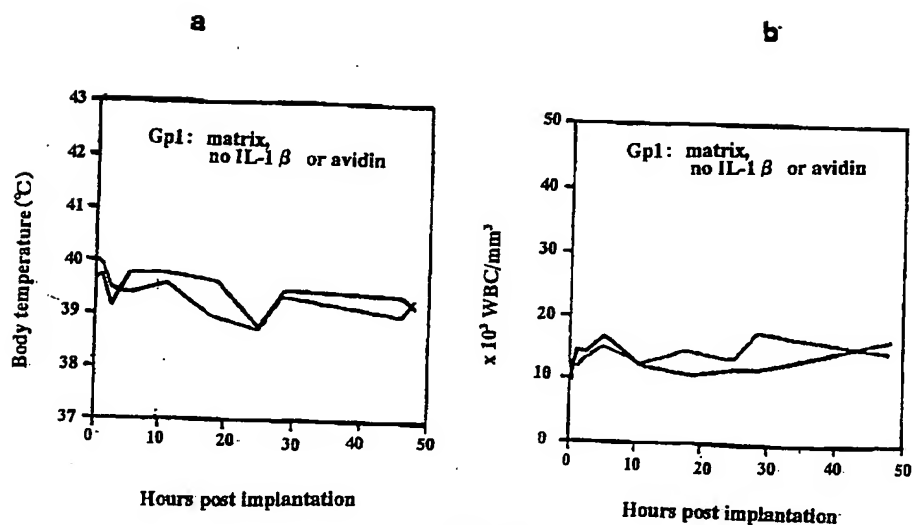 a
43
42
41
40
39
38
37
Body temperature (℃)
Gp1: matrix,
no IL-1 β or avidin
0 10 20 30 40 50
Hours post implantation
b
50
40
30
20
10
0
x 10³ WBC/mm³
Gp1: matrix,
no IL-1 β or avidin
0 10 20 30 40 50
Hours post implantation